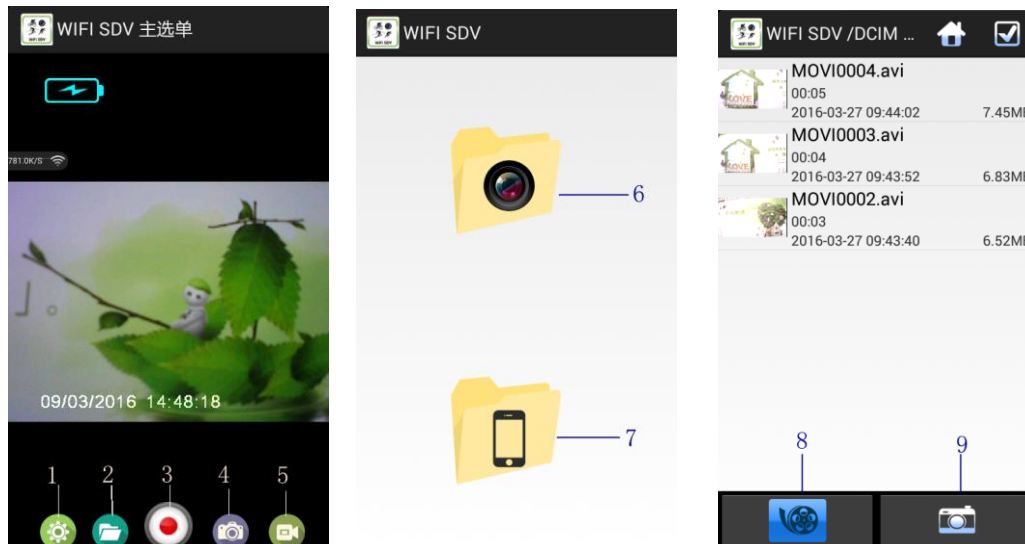 WIFI SDV 主选单
781.0K/S
09/03/2016 14:48:18
1 2 3 4 5
WIFI SDV
6
7
WIFI SDV /DCIM ...
MOVI0004.avi
00:05
2016-03-27 09:44:02 7.45MB
MOVI0003.avi
00:04
2016-03-27 09:43:52 6.83MB
MOVI0002.avi
00:03
2016-03-27 09:43:40 6.52MB
8 9